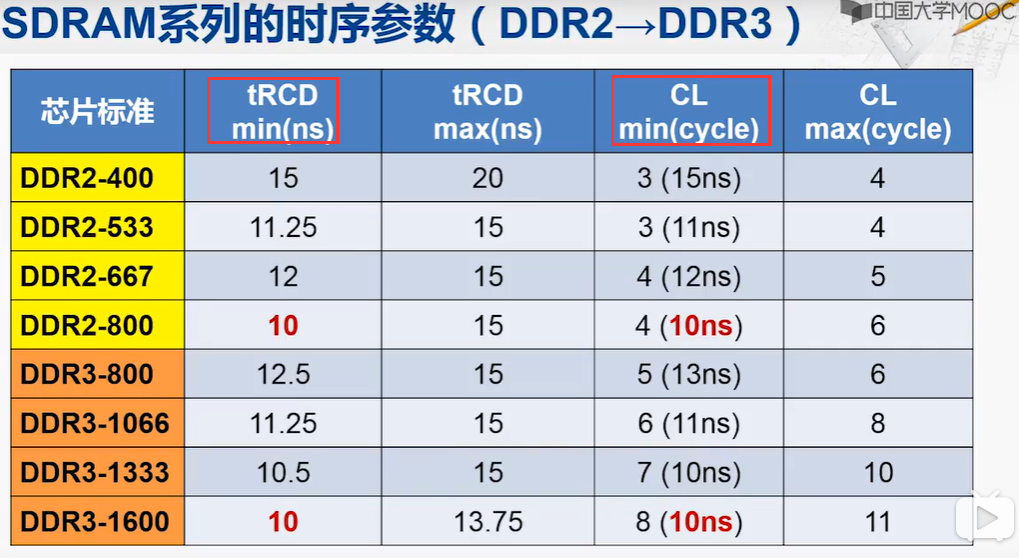 SDRAM系列的时序参数（DDR2→DDR3）
中国大学MOOC
芯片标准 tRCD min(ns) tRCD max(ns) CL min(cycle) CL max(cycle)
DDR2-400 15 20 3 (15ns) 4
DDR2-533 11.25 15 3 (11ns) 4
DDR2-667 12 15 4 (12ns) 5
DDR2-800 10 15 4 (10ns) 6
DDR3-800 12.5 15 5 (13ns) 6
DDR3-1066 11.25 15 6 (11ns) 8
DDR3-1333 10.5 15 7 (10ns) 10
DDR3-1600 10 13.75 8 (10ns) 11